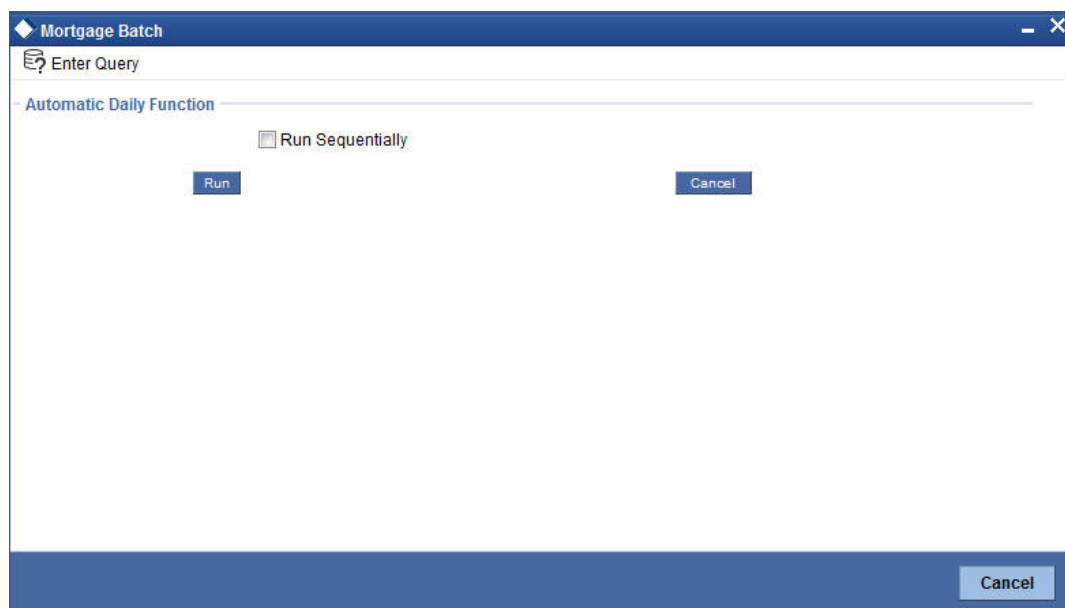 Mortgage Batch
Enter Query
Automatic Daily Function
Run Sequentially
Run Cancel
Cancel